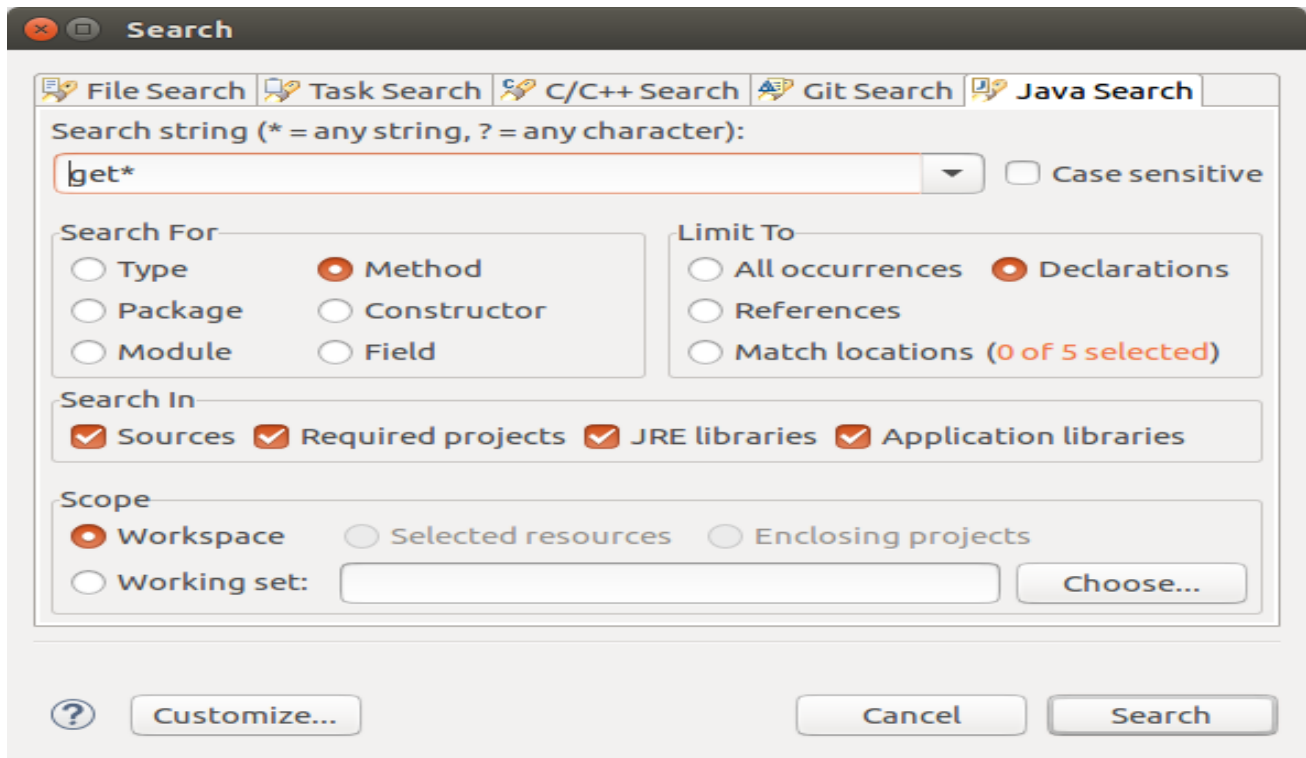 Search
File Search Task Search C/C++ Search Git Search Java Search
Search string (* = any string, ? = any character):
get* Case sensitive
Search For Limit To
Type Method All occurrences Declarations
Package Constructor References
Module Field Match locations (0 of 5 selected)
Search In
Sources Required projects JRE libraries Application libraries
Scope
Workspace Selected resources Enclosing projects
Working set: Choose...
? Customize... Cancel Search